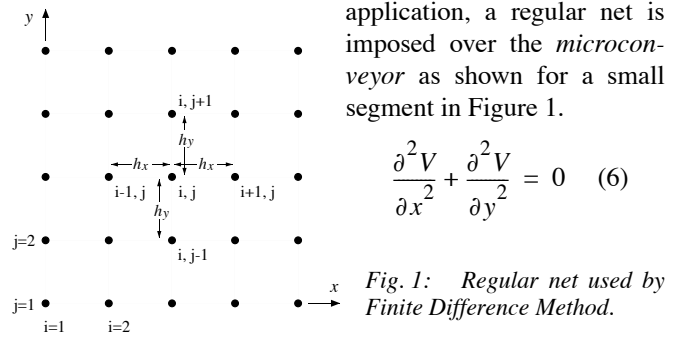 application, a regular net is
imposed over the microcon-
veyor as shown for a small
segment in Figure 1.
∂²V/∂x² + ∂²V/∂y² = 0 (6)
Fig. 1: Regular net used by
Finite Difference Method.
y
i, j+1
hy
hx hx
i-1, j i, j i+1, j
hy
j=2
i, j-1
x
j=1
i=1 i=2